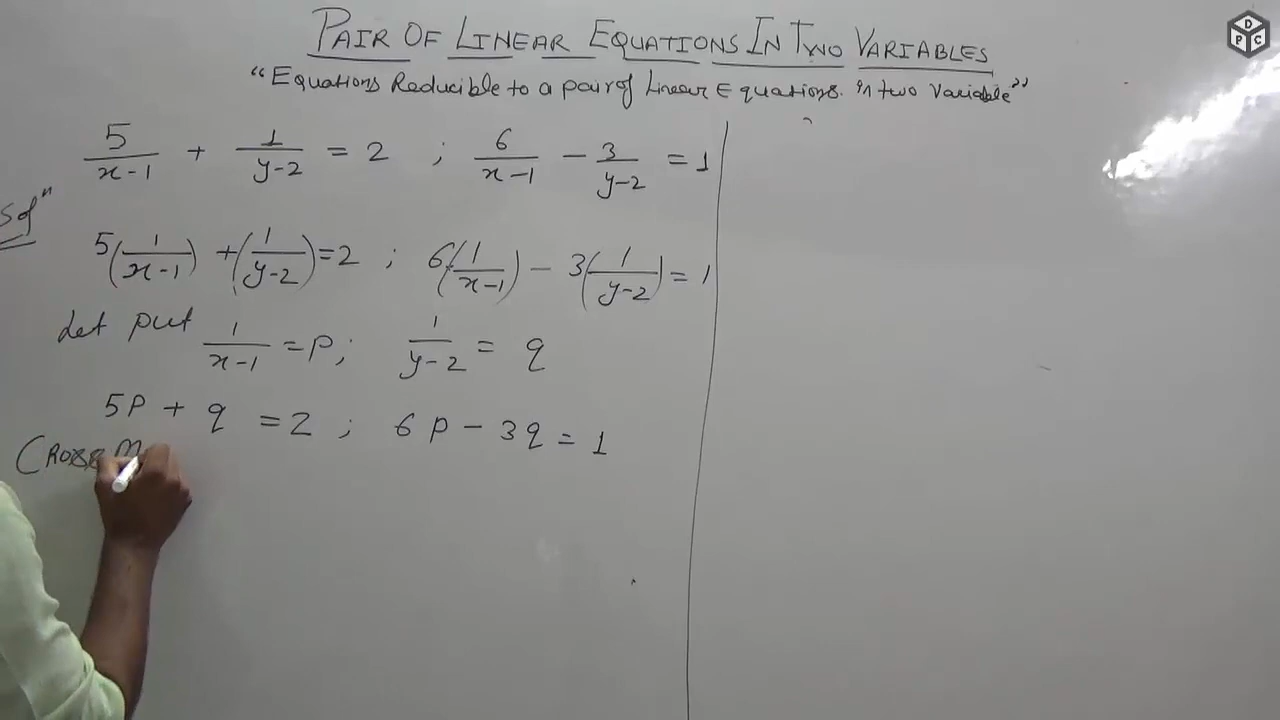 PAIR OF LINEAR EQUATIONS IN TWO VARIABLES
"Equations Reducible to a pair of Linear Equations in two Variable"
5/(x-1) + 1/(y-2) = 2 ; 6/(x-1) - 3/(y-2) = 1
Solⁿ
5(1/(x-1)) + (1/(y-2)) = 2 ; 6(1/(x-1)) - 3(1/(y-2)) = 1
Let put 1/(x-1) = p ; 1/(y-2) = q
5p + q = 2 ; 6p - 3q = 1
CROSS M
D
P C